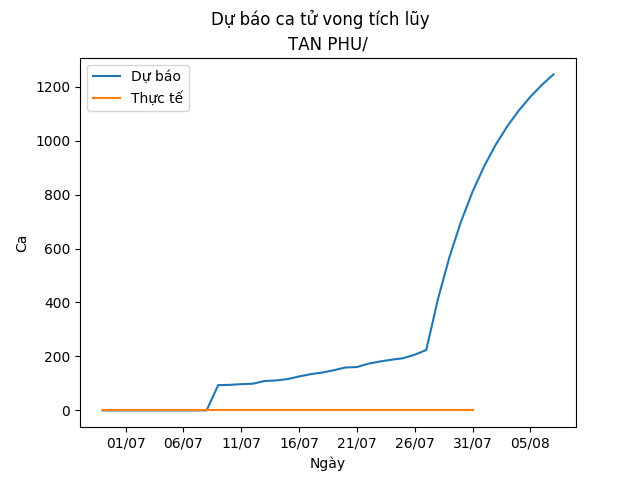 Dự báo ca tử vong tích lũy
TAN PHU/
Dự báo
Thực tế
1200
1000
800
600
400
200
0
Ca
01/07 06/07 11/07 16/07 21/07 26/07 31/07 05/08
Ngày